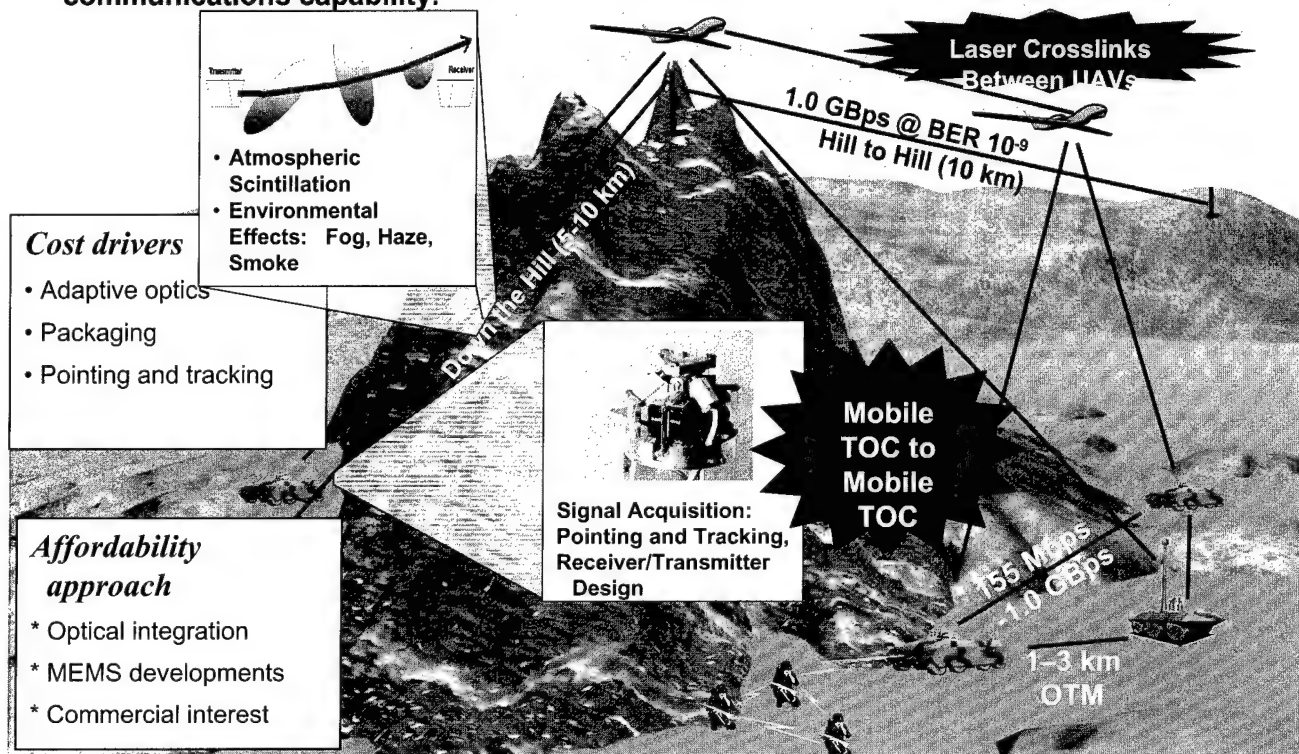 communications capability.
Transmitter
Receiver
• Atmospheric
Scintillation
• Environmental
Effects: Fog, Haze,
Smoke
Laser Crosslinks
Between UAVs
1.0 GBps @ BER 10-9
Hill to Hill (10 km)
Cost drivers
• Adaptive optics
• Packaging
• Pointing and tracking
Down the Hill (5-10 km)
Signal Acquisition:
Pointing and Tracking,
Receiver/Transmitter
Design
Mobile
TOC to
Mobile
TOC
Affordability
approach
* Optical integration
* MEMS developments
* Commercial interest
155 Mbps
-1.0 GBps
1–3 km
OTM